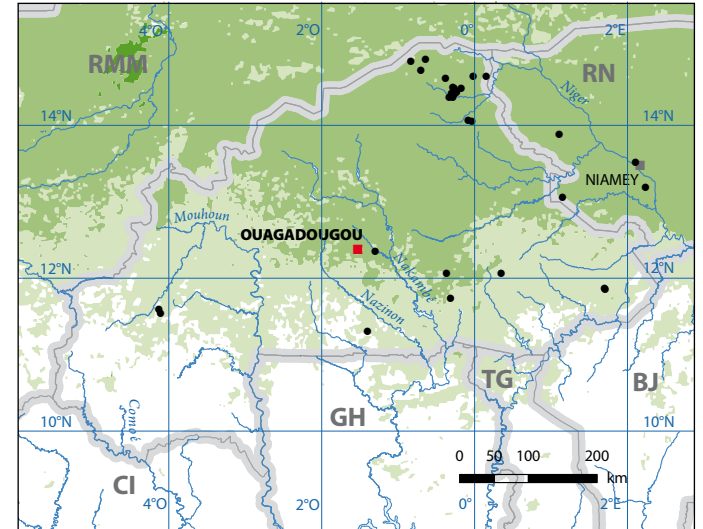 4°O 2°O 0° 2°E
RMM
RN
Niger
14°N 14°N
NIAMEY
Mouhoun
OUAGADOUGOU
Nakambe
12°N 12°N
Nazinon
TG
BJ
GH
Comoé
10°N 10°N
0 50 100 200
km
CI
4°O 2°O 0° 2°E